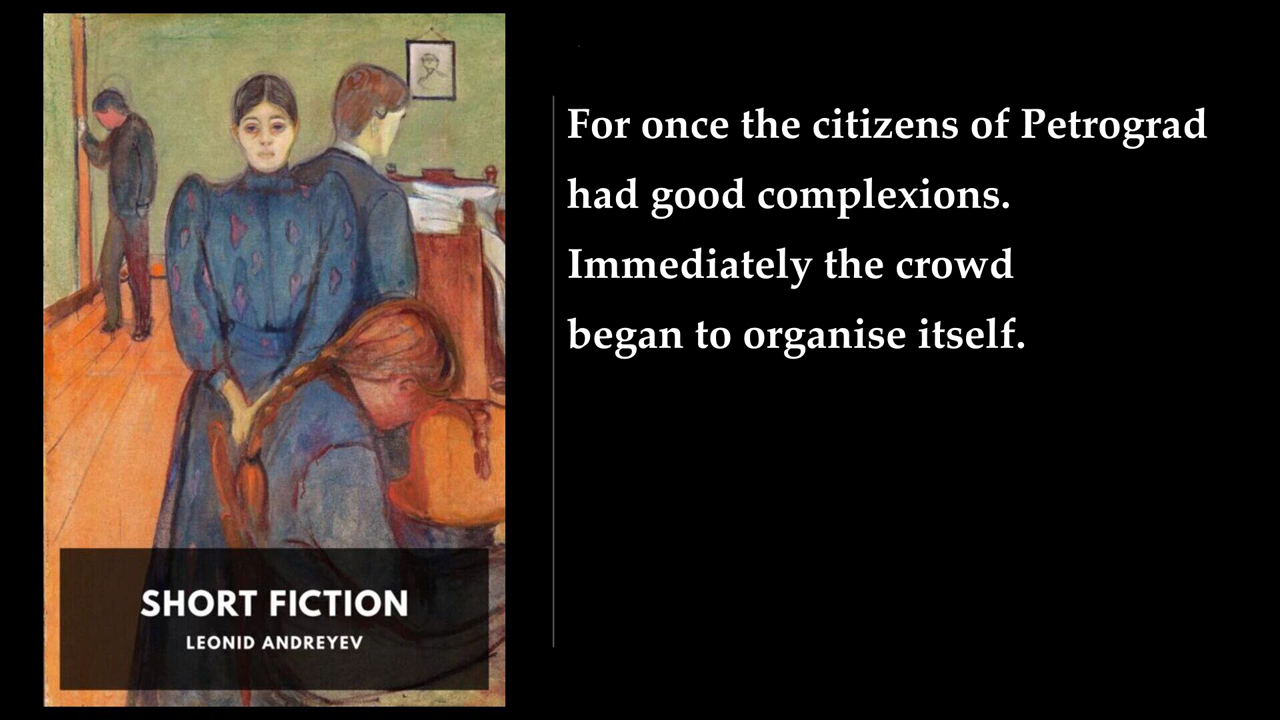 SHORT FICTION
LEONID ANDREYEV
For once the citizens of Petrograd
had good complexions.
Immediately the crowd
began to organise itself.